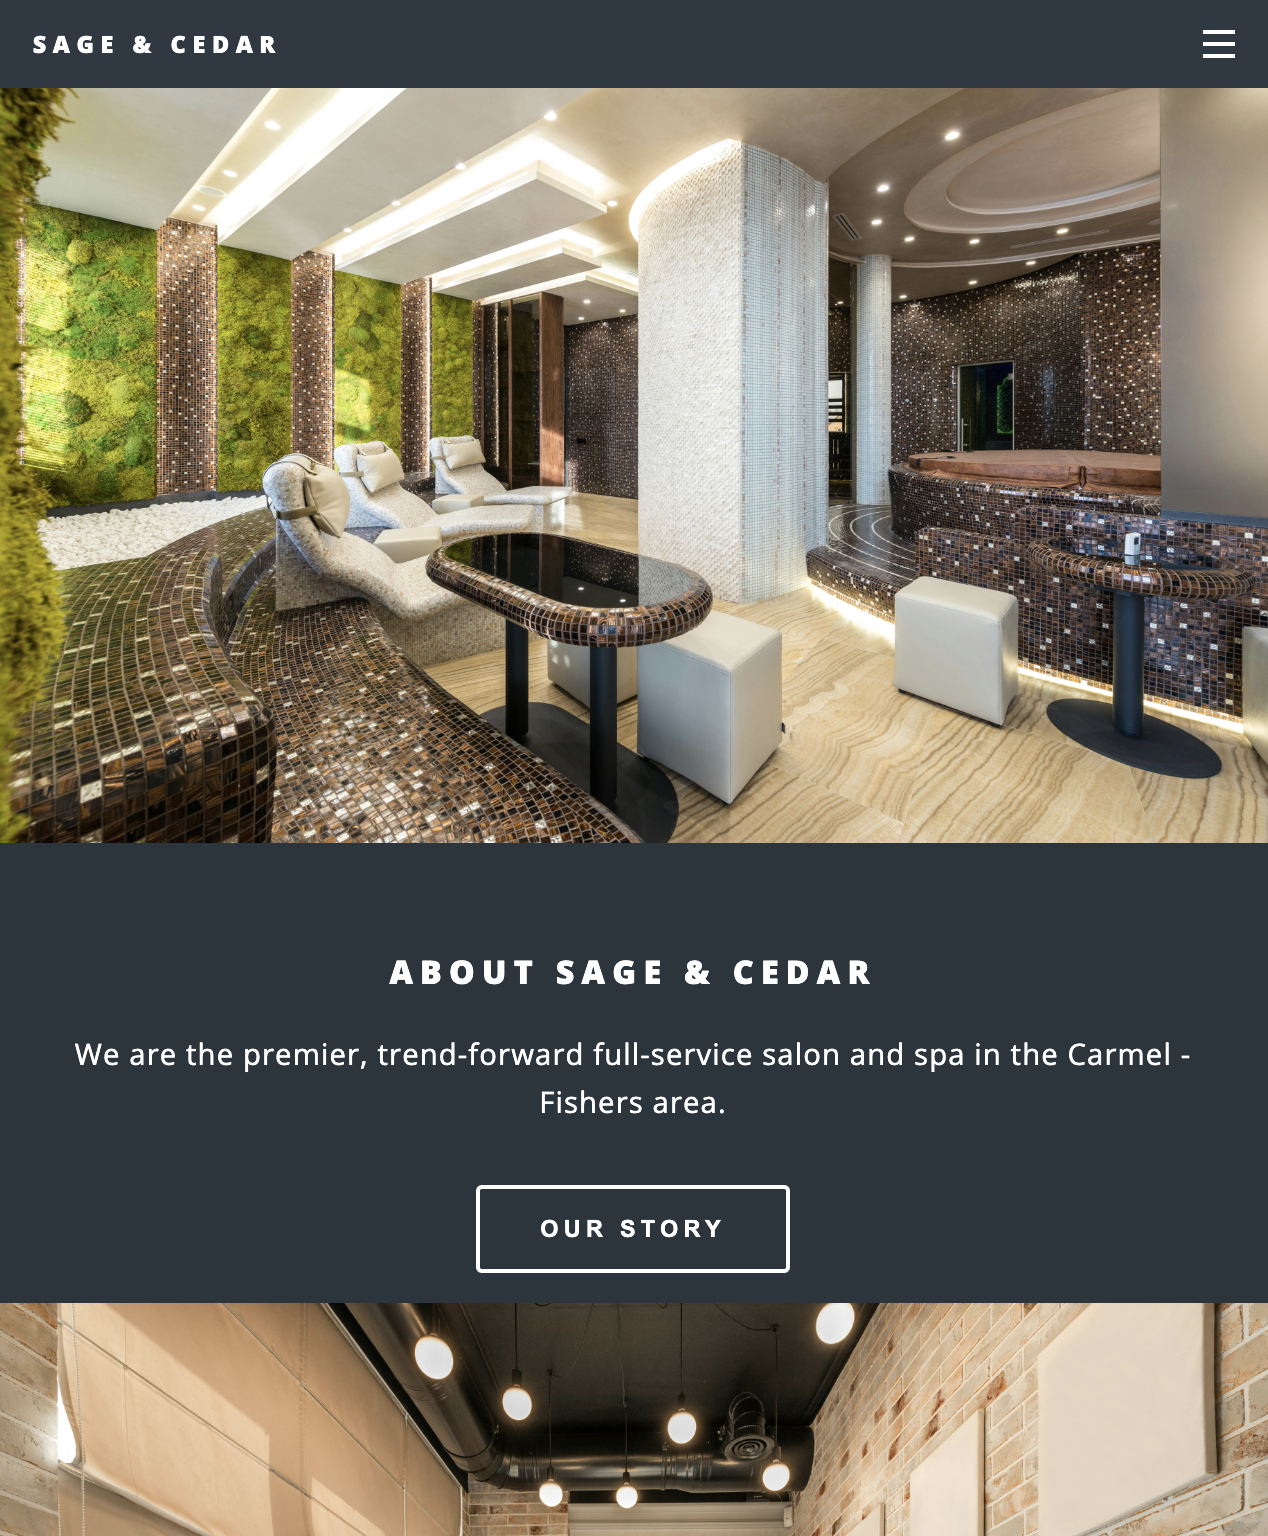 SAGE & CEDAR
ABOUT SAGE & CEDAR
We are the premier, trend-forward full-service salon and spa in the Carmel -
Fishers area.
OUR STORY